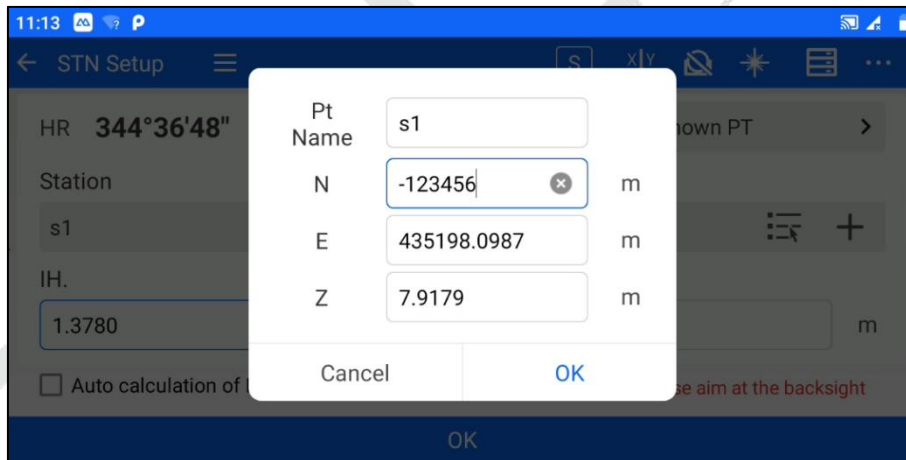 11:13
STN Setup
S X|Y
HR 344°36'48"
nown PT
Station
s1
IH.
1.3780
m
Auto calculation of
se aim at the backsight
OK
Pt Name s1
N -123456 m
E 435198.0987 m
Z 7.9179 m
Cancel OK